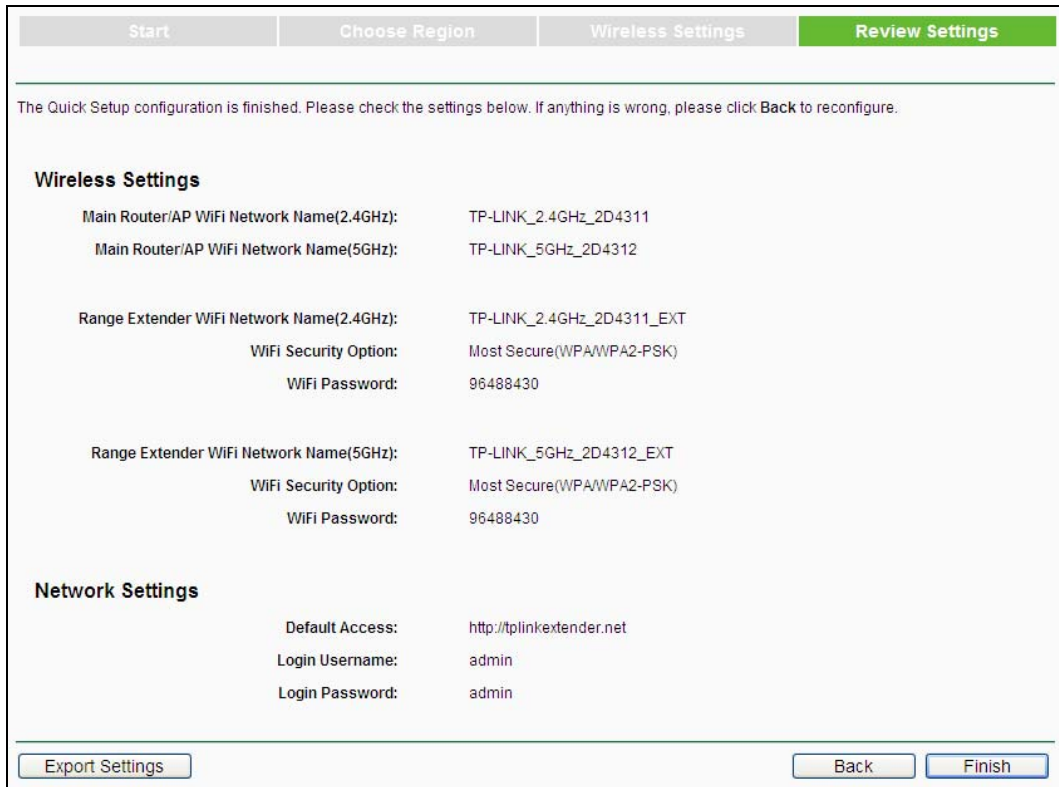 Start Choose Region Wireless Settings Review Settings
The Quick Setup configuration is finished. Please check the settings below. If anything is wrong, please click Back to reconfigure.
Wireless Settings
Main Router/AP WiFi Network Name(2.4GHz): TP-LINK_2.4GHz_2D4311
Main Router/AP WiFi Network Name(5GHz): TP-LINK_5GHz_2D4312
Range Extender WiFi Network Name(2.4GHz): TP-LINK_2.4GHz_2D4311_EXT
WiFi Security Option: Most Secure(WPA/WPA2-PSK)
WiFi Password: 96488430
Range Extender WiFi Network Name(5GHz): TP-LINK_5GHz_2D4312_EXT
WiFi Security Option: Most Secure(WPA/WPA2-PSK)
WiFi Password: 96488430
Network Settings
Default Access: http://tplinkextender.net
Login Username: admin
Login Password: admin
Export Settings Back Finish